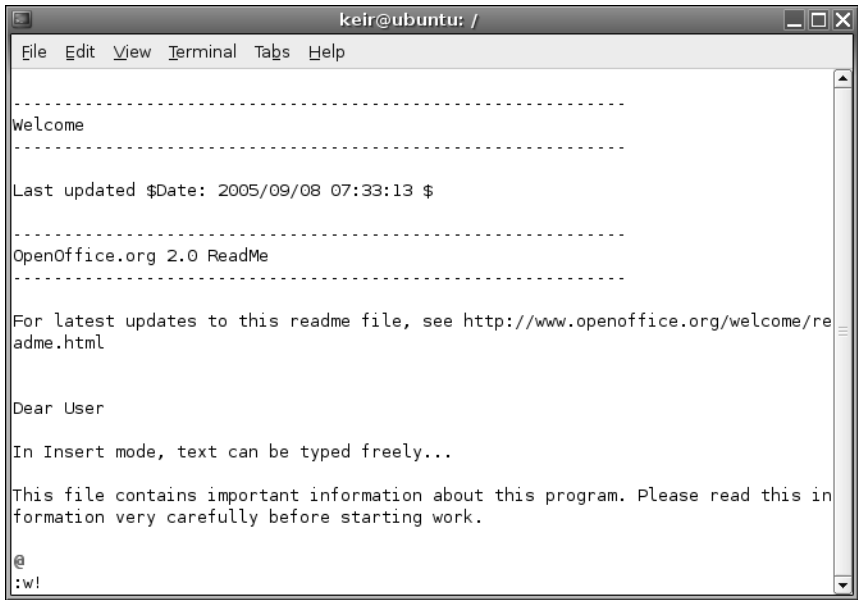 keir@ubuntu: /
File Edit View Terminal Tabs Help
------------------------------------------------------------
Welcome
------------------------------------------------------------
Last updated $Date: 2005/09/08 07:33:13 $
------------------------------------------------------------
OpenOffice.org 2.0 ReadMe
------------------------------------------------------------
For latest updates to this readme file, see http://www.openoffice.org/welcome/re
adme.html
Dear User
In Insert mode, text can be typed freely...
This file contains important information about this program. Please read this in
formation very carefully before starting work.
@
:w!